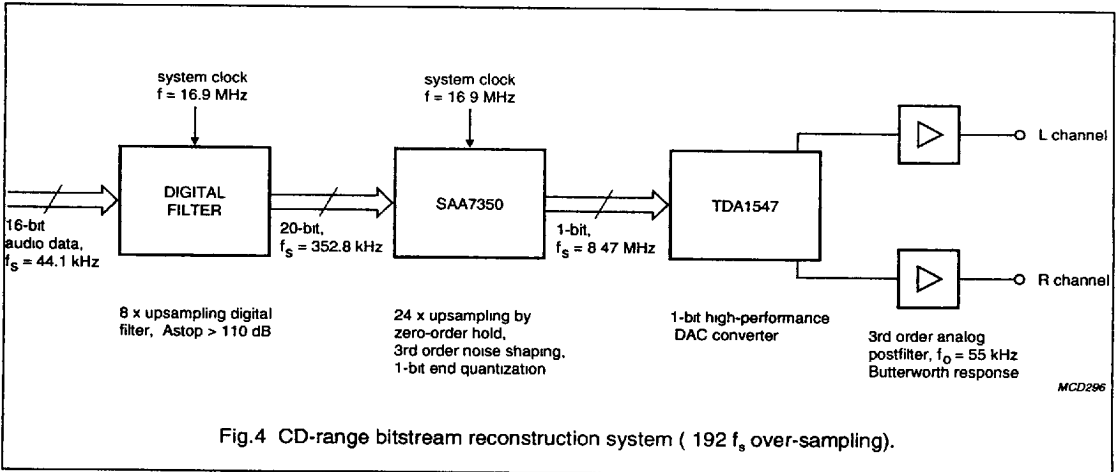 system clock
f = 16.9 MHz
system clock
f = 16 9 MHz
L channel
DIGITAL
FILTER
SAA7350
TDA1547
16-bit
audio data,
fs = 44.1 kHz
20-bit,
fs = 352.8 kHz
1-bit,
fs = 8 47 MHz
R channel
8 x upsampling digital
filter, Astop > 110 dB
24 x upsampling by
zero-order hold,
3rd order noise shaping,
1-bit end quantization
1-bit high-performance
DAC converter
3rd order analog
postfilter, fo = 55 kHz
Butterworth response
MCD296
Fig.4 CD-range bitstream reconstruction system ( 192 fs over-sampling).